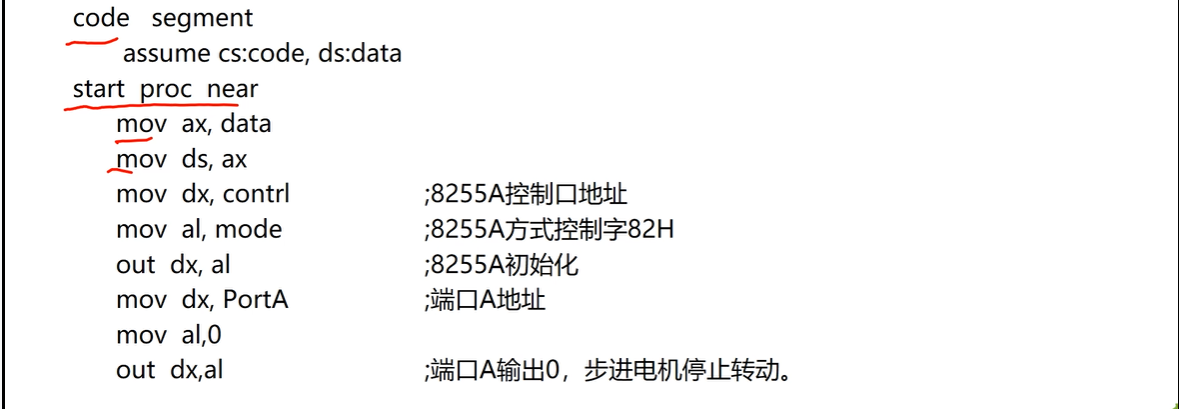 code segment
assume cs:code, ds:data
start proc near
mov ax, data
mov ds, ax
mov dx, contrl ;8255A控制口地址
mov al, mode ;8255A方式控制字82H
out dx, al ;8255A初始化
mov dx, PortA ;端口A地址
mov al,0
out dx,al ;端口A输出0，步进电机停止转动。